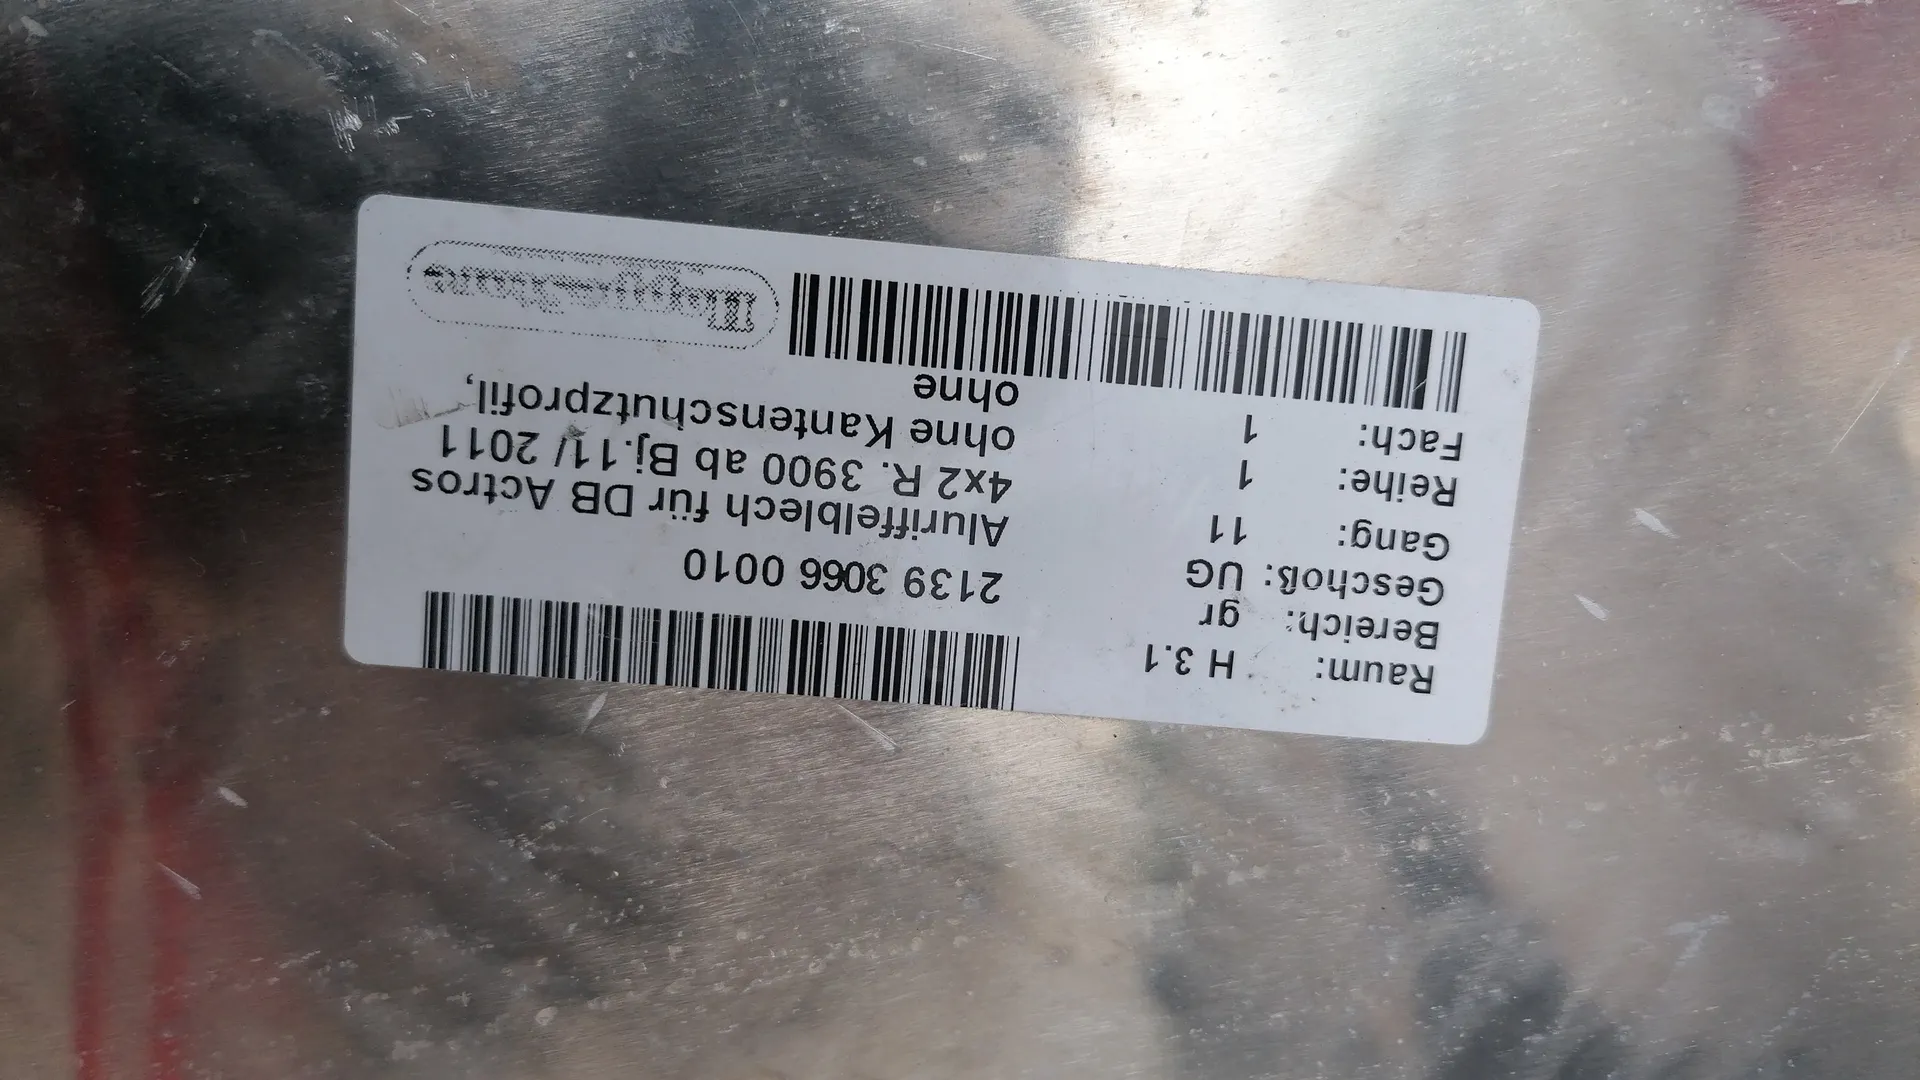 Raum: H 3.1
Bereich: gr
Geschoß: UG
Gang: 11
Reihe: 1
Fach: 1
2139 3066 0010
Aluriffelblech für DB Actros
4x2 R. 3900 ab Bj.11/ 2011
ohne Kantenschutzprofil,
ohne